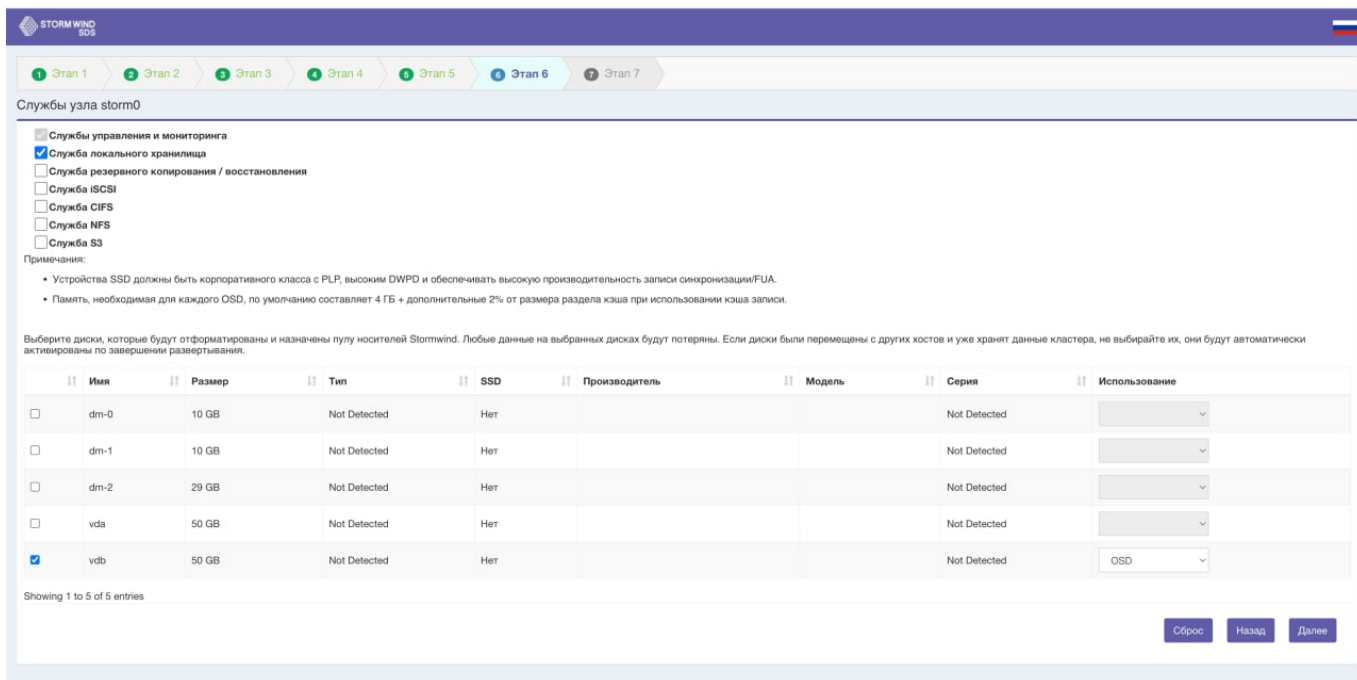 STORM WIND
SDS
1 Этап 1 2 Этап 2 3 Этап 3 4 Этап 4 5 Этап 5 6 Этап 6 7 Этап 7
Службы узла storm0
Службы управления и мониторинга
Служба локального хранилища
Служба резервного копирования / восстановления
Служба iSCSI
Служба CIFS
Служба NFS
Служба S3
Примечания:
• Устройства SSD должны быть корпоративного класса с PLP, высоким DWPD и обеспечивать высокую производительность записи синхронизации/FUA.
• Память, необходимая для каждого OSD, по умолчанию составляет 4 ГБ + дополнительные 2% от размера раздела кэша при использовании кэша записи.
Выберите диски, которые будут отформатированы и назначены пулу носителей Stormwind. Любые данные на выбранных дисках будут потеряны. Если диски были перемещены с других хостов и уже хранят данные кластера, не выбирайте их, они будут автоматически
активированы по завершении развертывания.
Имя Размер Тип SSD Производитель Модель Серия Использование
dm-0 10 GB Not Detected Нет Not Detected
dm-1 10 GB Not Detected Нет Not Detected
dm-2 29 GB Not Detected Нет Not Detected
vda 50 GB Not Detected Нет Not Detected
vdb 50 GB Not Detected Нет Not Detected OSD
Showing 1 to 5 of 5 entries
Сброс Назад Далее